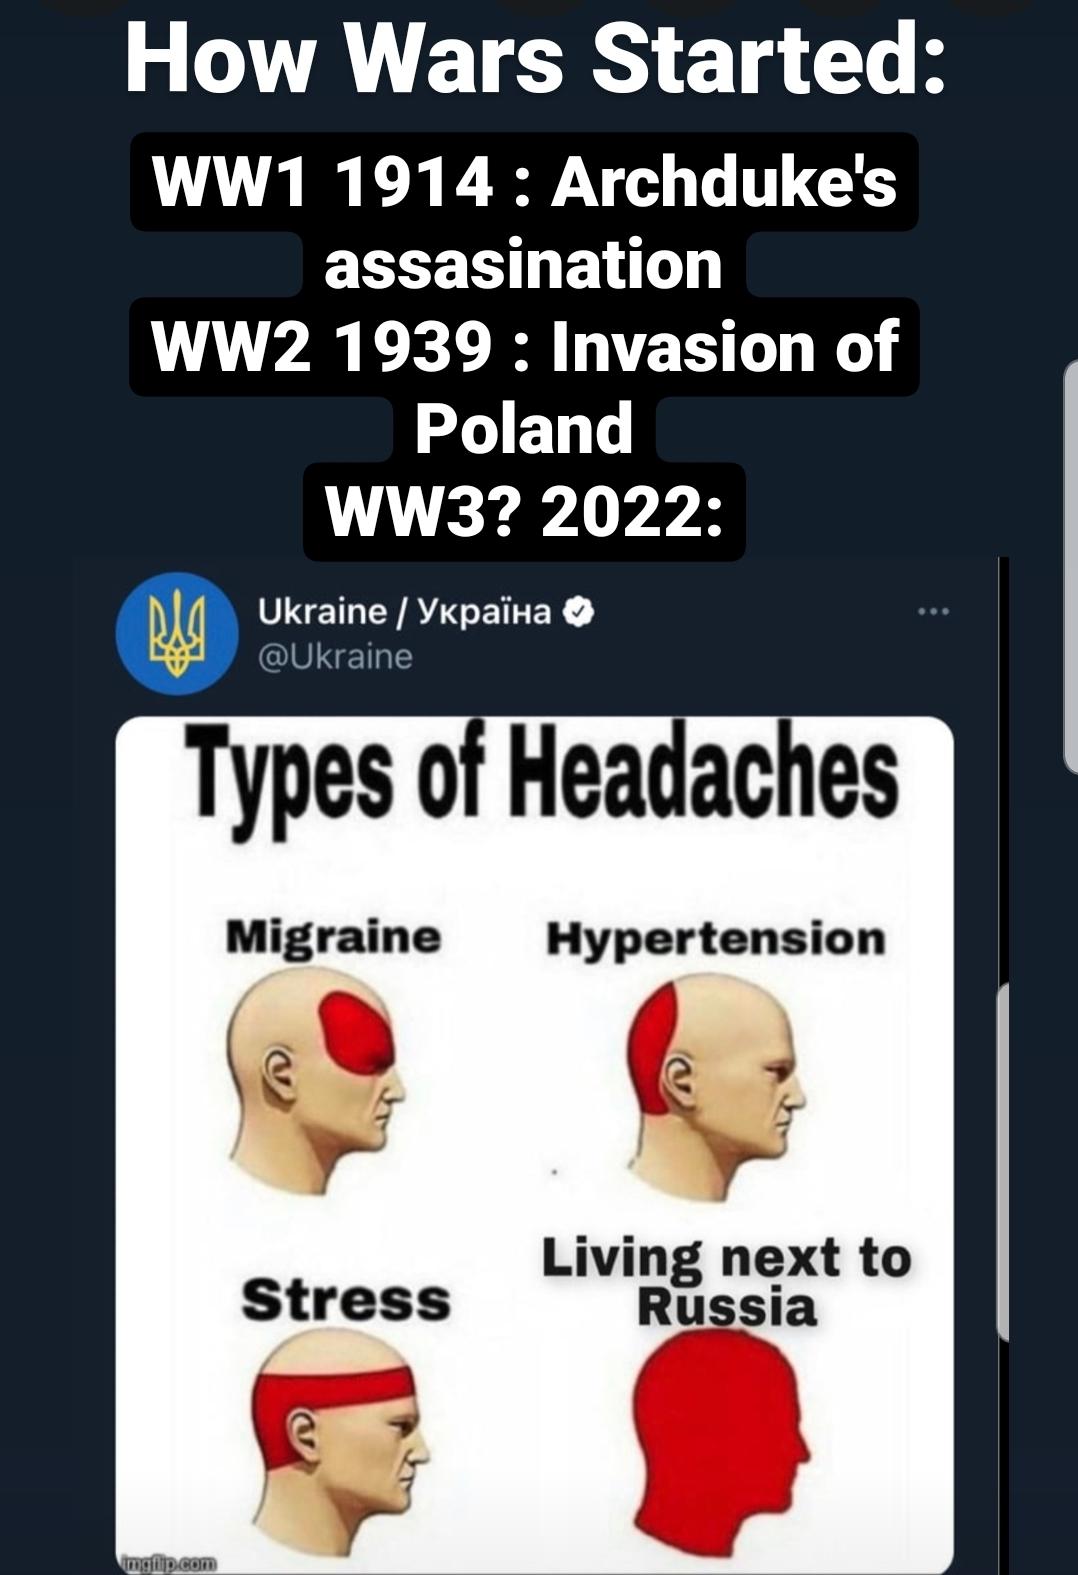 How Wars Started:
WW1 1914 : Archduke's
assasination
WW2 1939 : Invasion of
Poland
WW3? 2022:
Ukraine / Україна
@Ukraine
Types of Headaches
Migraine
Hypertension
Stress
Living next to
Russia
imgflip.com